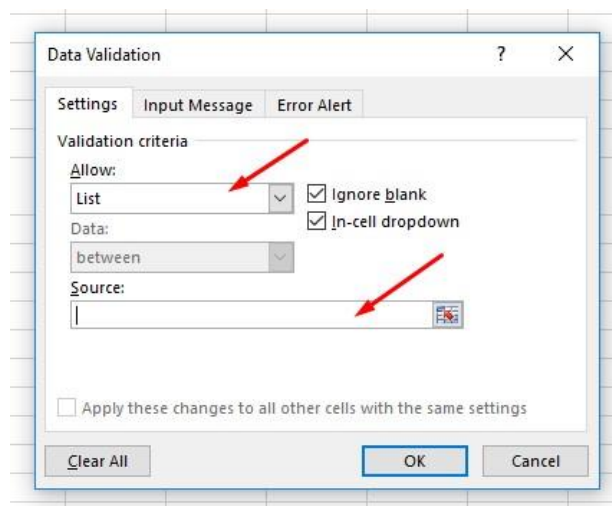 Data Validation ?
Settings Input Message Error Alert
Validation criteria
Allow:
List
Ignore blank
Data:
In-cell dropdown
between
Source:
Apply these changes to all other cells with the same settings
Clear All OK Cancel